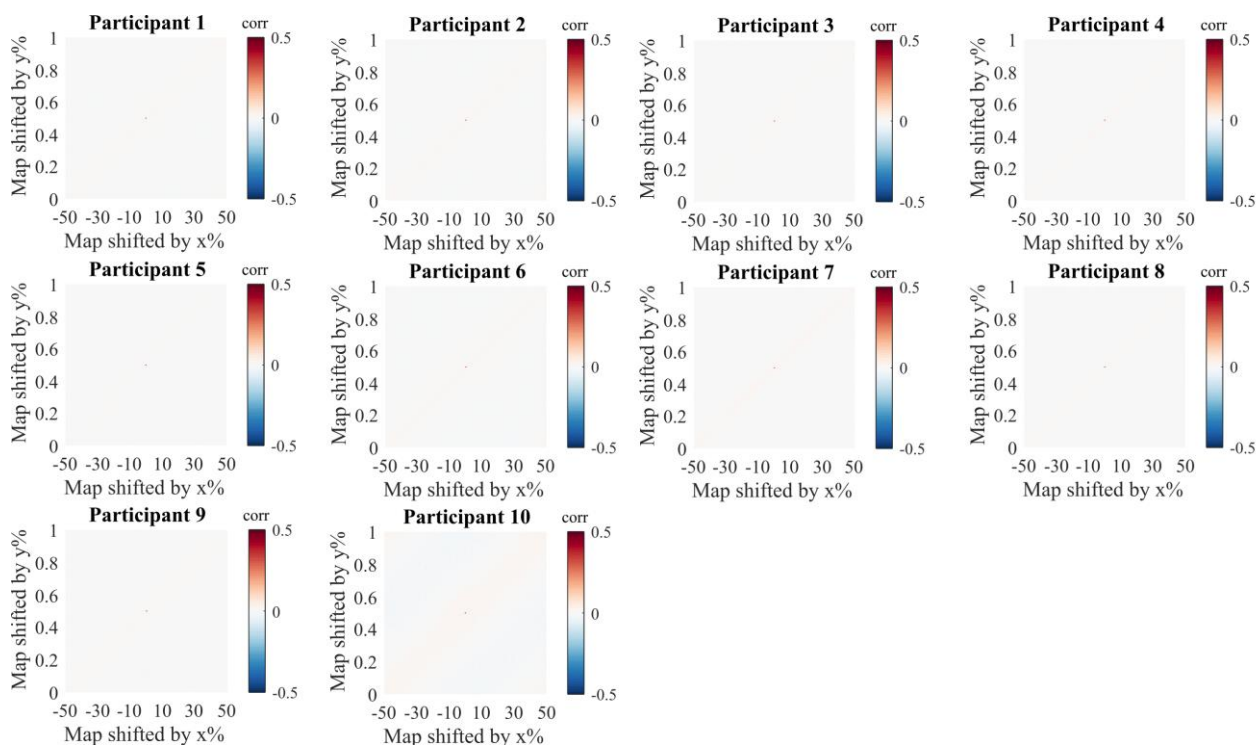 Participant 1
corr
Map shifted by y%
1
0.8
0.6
0.4
0.2
0
-50 -30 -10 10 30 50
Map shifted by x%
0.5
0
-0.5
Participant 2
corr
Map shifted by y%
1
0.8
0.6
0.4
0.2
0
-50 -30 -10 10 30 50
Map shifted by x%
0.5
0
-0.5
Participant 3
corr
Map shifted by y%
1
0.8
0.6
0.4
0.2
0
-50 -30 -10 10 30 50
Map shifted by x%
0.5
0
-0.5
Participant 4
corr
Map shifted by y%
1
0.8
0.6
0.4
0.2
0
-50 -30 -10 10 30 50
Map shifted by x%
0.5
0
-0.5
Participant 5
corr
Map shifted by y%
1
0.8
0.6
0.4
0.2
0
-50 -30 -10 10 30 50
Map shifted by x%
0.5
0
-0.5
Participant 6
corr
Map shifted by y%
1
0.8
0.6
0.4
0.2
0
-50 -30 -10 10 30 50
Map shifted by x%
0.5
0
-0.5
Participant 7
corr
Map shifted by y%
1
0.8
0.6
0.4
0.2
0
-50 -30 -10 10 30 50
Map shifted by x%
0.5
0
-0.5
Participant 8
corr
Map shifted by y%
1
0.8
0.6
0.4
0.2
0
-50 -30 -10 10 30 50
Map shifted by x%
0.5
0
-0.5
Participant 9
corr
Map shifted by y%
1
0.8
0.6
0.4
0.2
0
-50 -30 -10 10 30 50
Map shifted by x%
0.5
0
-0.5
Participant 10
corr
Map shifted by y%
1
0.8
0.6
0.4
0.2
0
-50 -30 -10 10 30 50
Map shifted by x%
0.5
0
-0.5